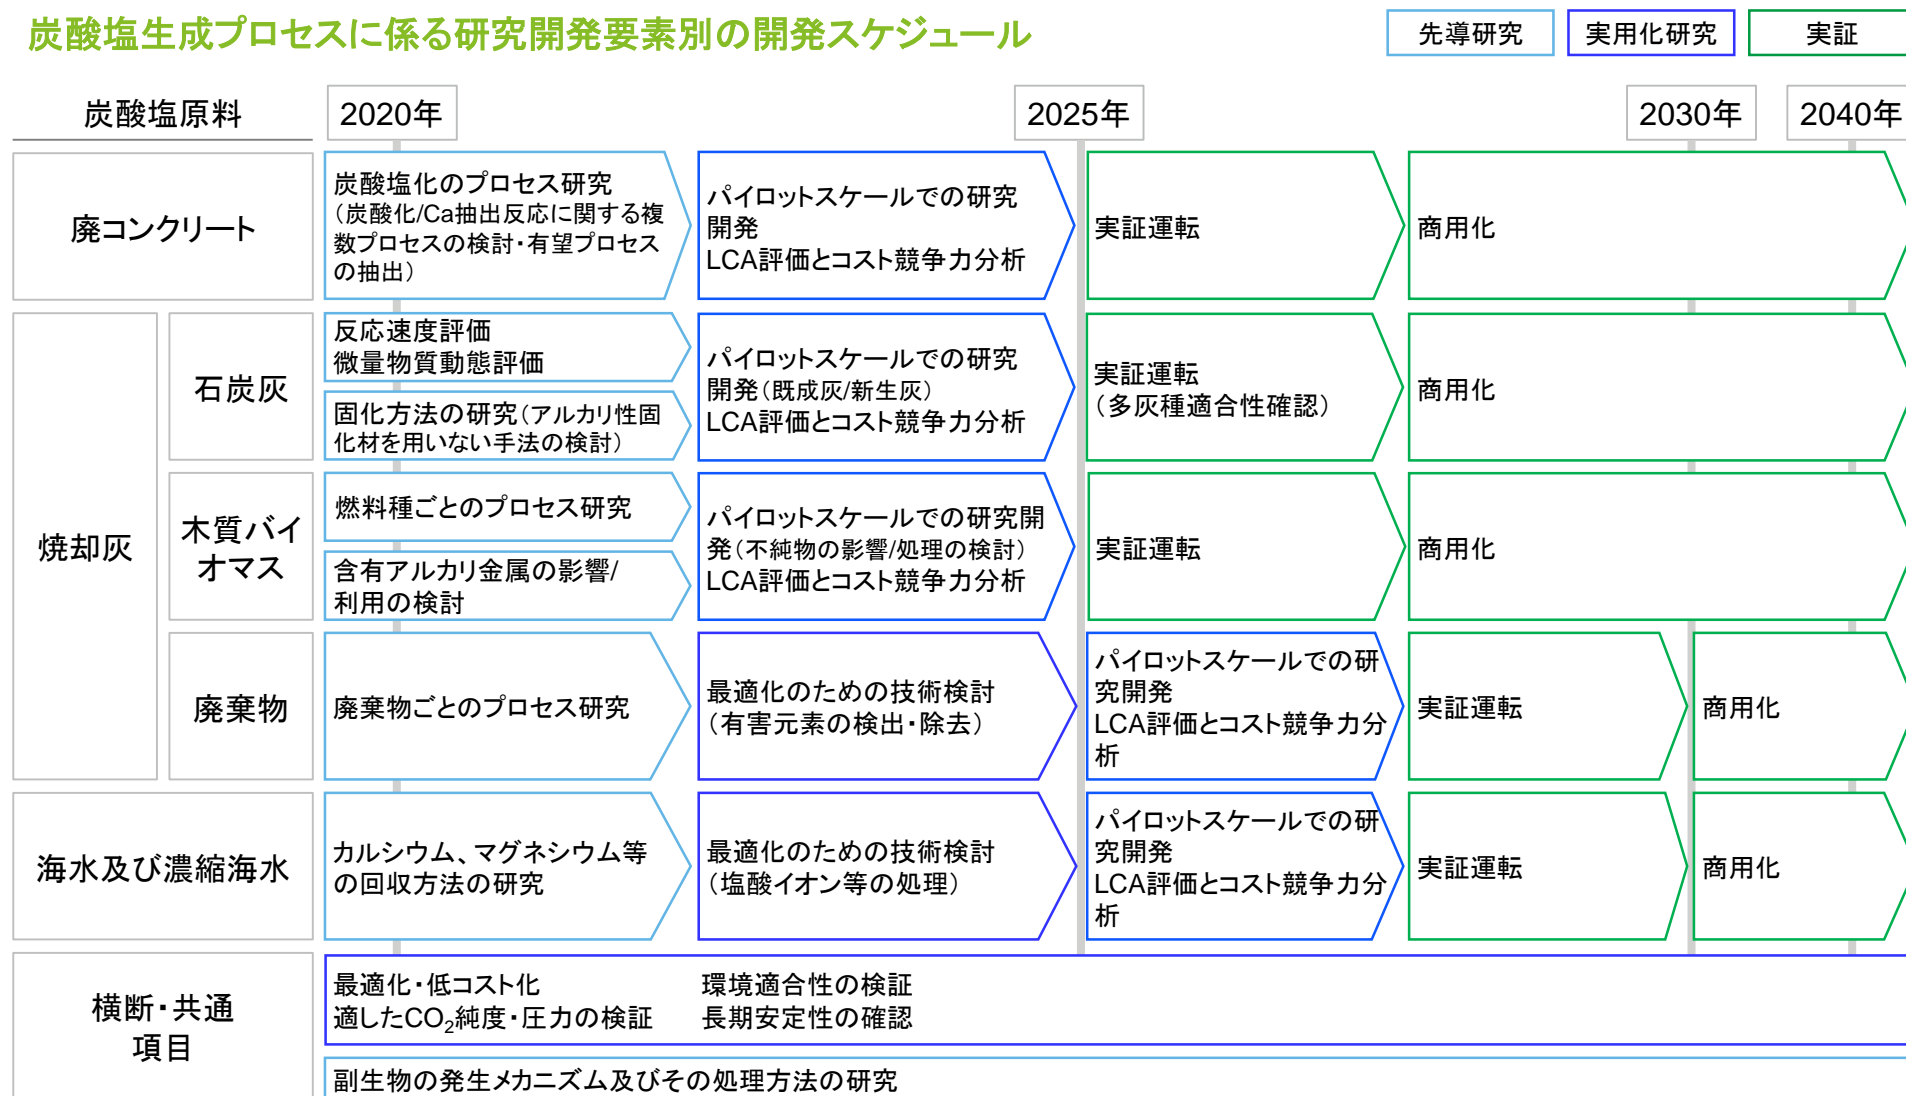 炭酸塩生成プロセスに係る研究開発要素別の開発スケジュール
先導研究
実用化研究
実証
炭酸塩原料
2020年
2025年
2030年
2040年
廃コンクリート
炭酸塩化のプロセス研究
（炭酸化/Ca抽出反応に関する複
数プロセスの検討・有望プロセス
の抽出）
パイロットスケールでの研究
開発
LCA評価とコスト競争力分析
実証運転
商用化
焼却灰
石炭灰
反応速度評価
微量物質動態評価
固化方法の研究（アルカリ性固
化材を用いない手法の検討）
パイロットスケールでの研究
開発（既成灰/新生灰）
LCA評価とコスト競争力分析
実証運転
（多灰種適合性確認）
商用化
木質バイ
オマス
燃料種ごとのプロセス研究
含有アルカリ金属の影響/
利用の検討
パイロットスケールでの研究開
発（不純物の影響/処理の検討）
LCA評価とコスト競争力分析
実証運転
商用化
廃棄物
廃棄物ごとのプロセス研究
最適化のための技術検討
（有害元素の検出・除去）
パイロットスケールでの研
究開発
LCA評価とコスト競争力分
析
実証運転
商用化
海水及び濃縮海水
カルシウム、マグネシウム等
の回収方法の研究
最適化のための技術検討
（塩酸イオン等の処理）
パイロットスケールでの研
究開発
LCA評価とコスト競争力分
析
実証運転
商用化
横断・共通
項目
最適化・低コスト化
適したCO₂純度・圧力の検証
環境適合性の検証
長期安定性の確認
副生物の発生メカニズム及びその処理方法の研究